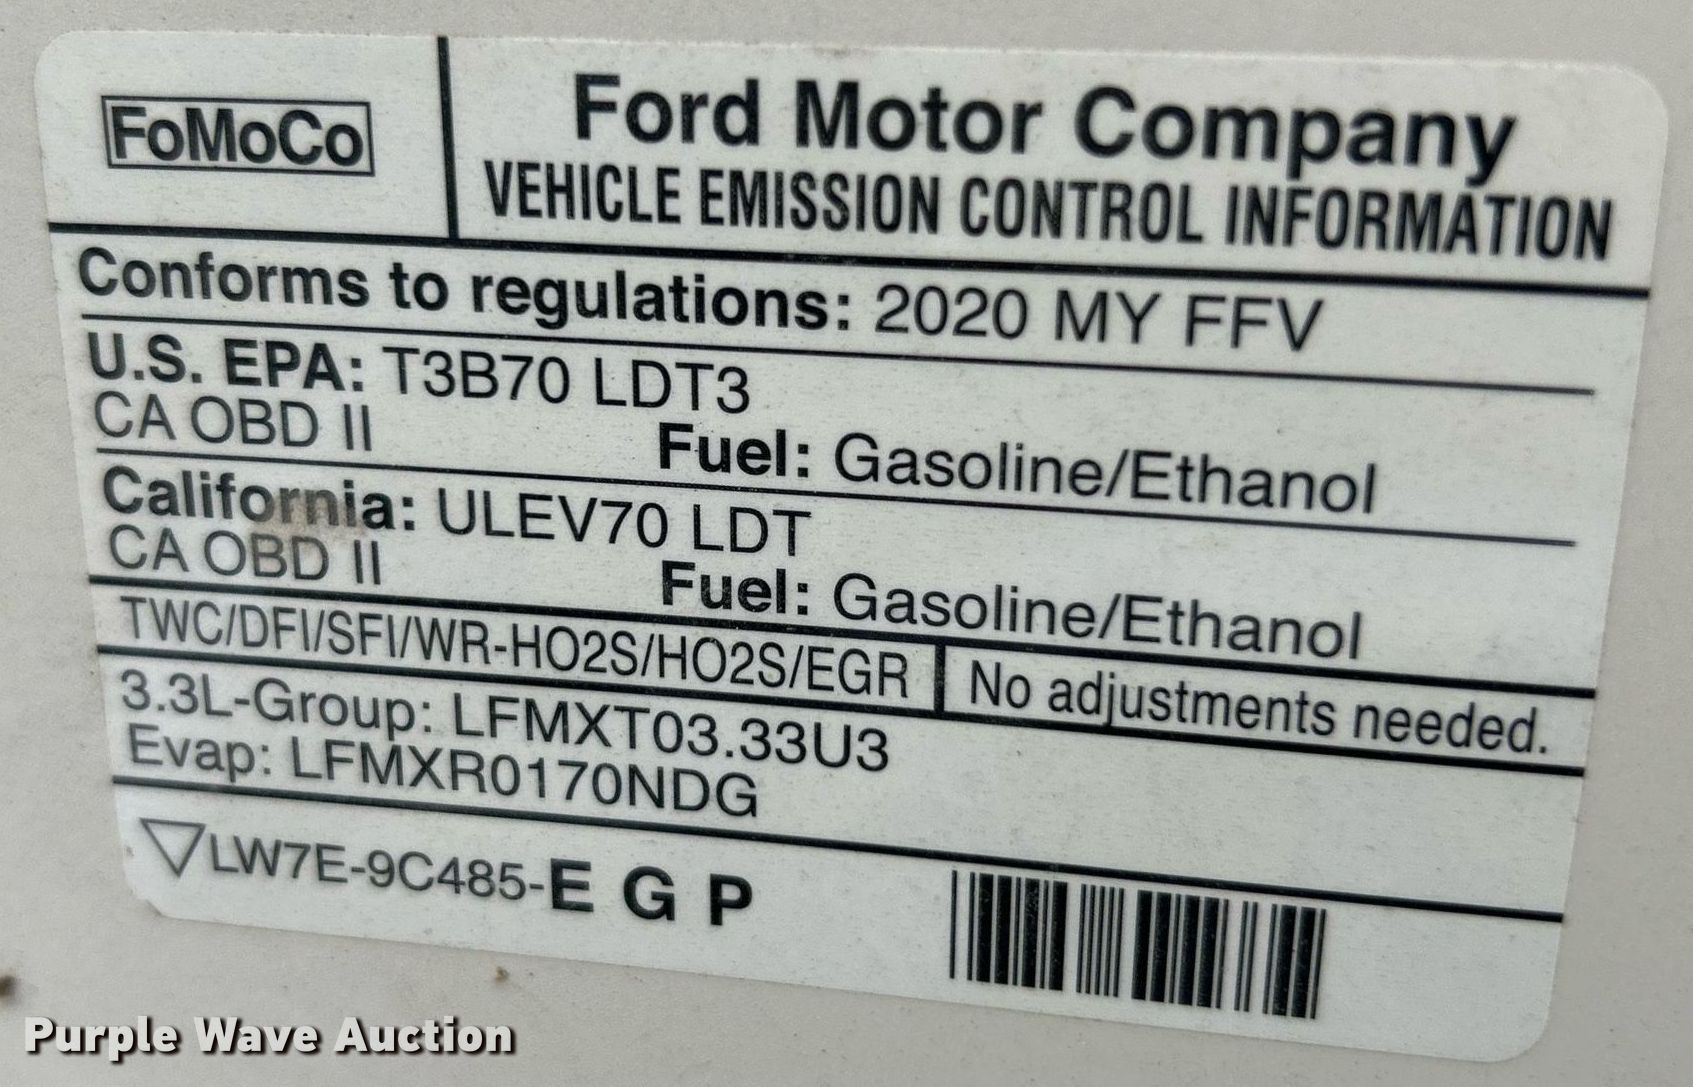 FoMoCo
Ford Motor Company
VEHICLE EMISSION CONTROL INFORMATION
Conforms to regulations: 2020 MY FFV
U.S. EPA: T3B70 LDT3
CA OBD II
Fuel: Gasoline/Ethanol
California: ULEV70 LDT
CA OBD II
Fuel: Gasoline/Ethanol
TWC/DFI/SFI/WR-HO2S/HO2S/EGR
No adjustments needed.
3.3L-Group: LFMXT03.33U3
Evap: LFMXR0170NDG
LW7E-9C485-E G P
Purple Wave Auction